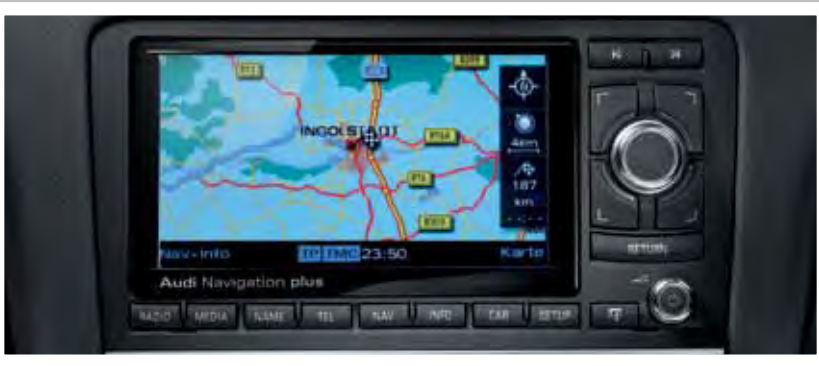 INGOLSTADT
4km
187
km
--:--
Nav-Info
TP TMC 23:50
Karte
Audi Navigation plus
RETURN
RADIO MEDIA NAME TEL NAV INFO CAR SETUP